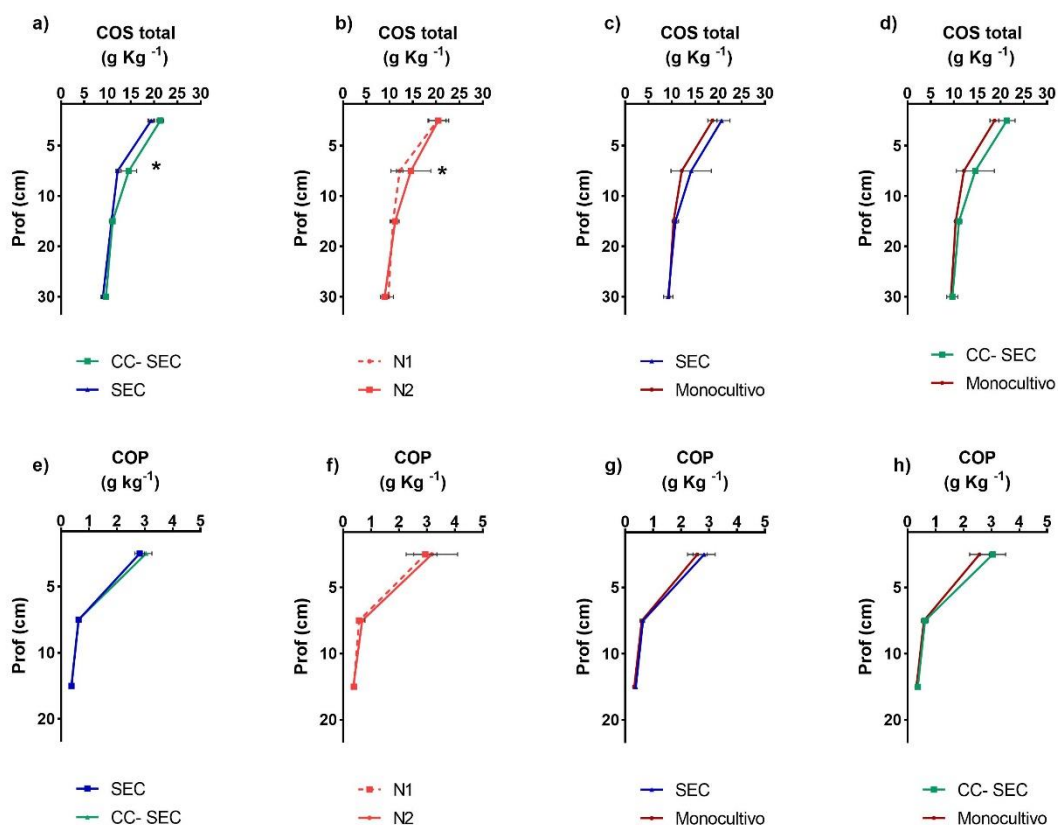 a)
COS total
(g Kg -1)
0 5 10 15 20 25 30
5
10
20
30
Prof (cm)
*
CC- SEC
SEC
b)
COS total
(g Kg -1)
0 5 10 15 20 25 30
5
10
20
30
Prof (cm)
*
N1
N2
c)
COS total
(g Kg -1)
0 5 10 15 20 25 30
5
10
20
30
Prof (cm)
SEC
Monocultivo
d)
COS total
(g Kg -1)
0 5 10 15 20 25 30
5
10
20
30
Prof (cm)
CC- SEC
Monocultivo
e)
COP
(g kg-1)
0 1 2 3 4 5
5
10
20
Prof (cm)
SEC
CC- SEC
f)
COP
(g Kg -1)
0 1 2 3 4 5
5
10
20
Prof (cm)
N1
N2
g)
COP
(g Kg -1)
0 1 2 3 4 5
5
10
20
Prof (cm)
SEC
Monocultivo
h)
COP
(g Kg -1)
0 1 2 3 4 5
5
10
20
Prof (cm)
CC- SEC
Monocultivo